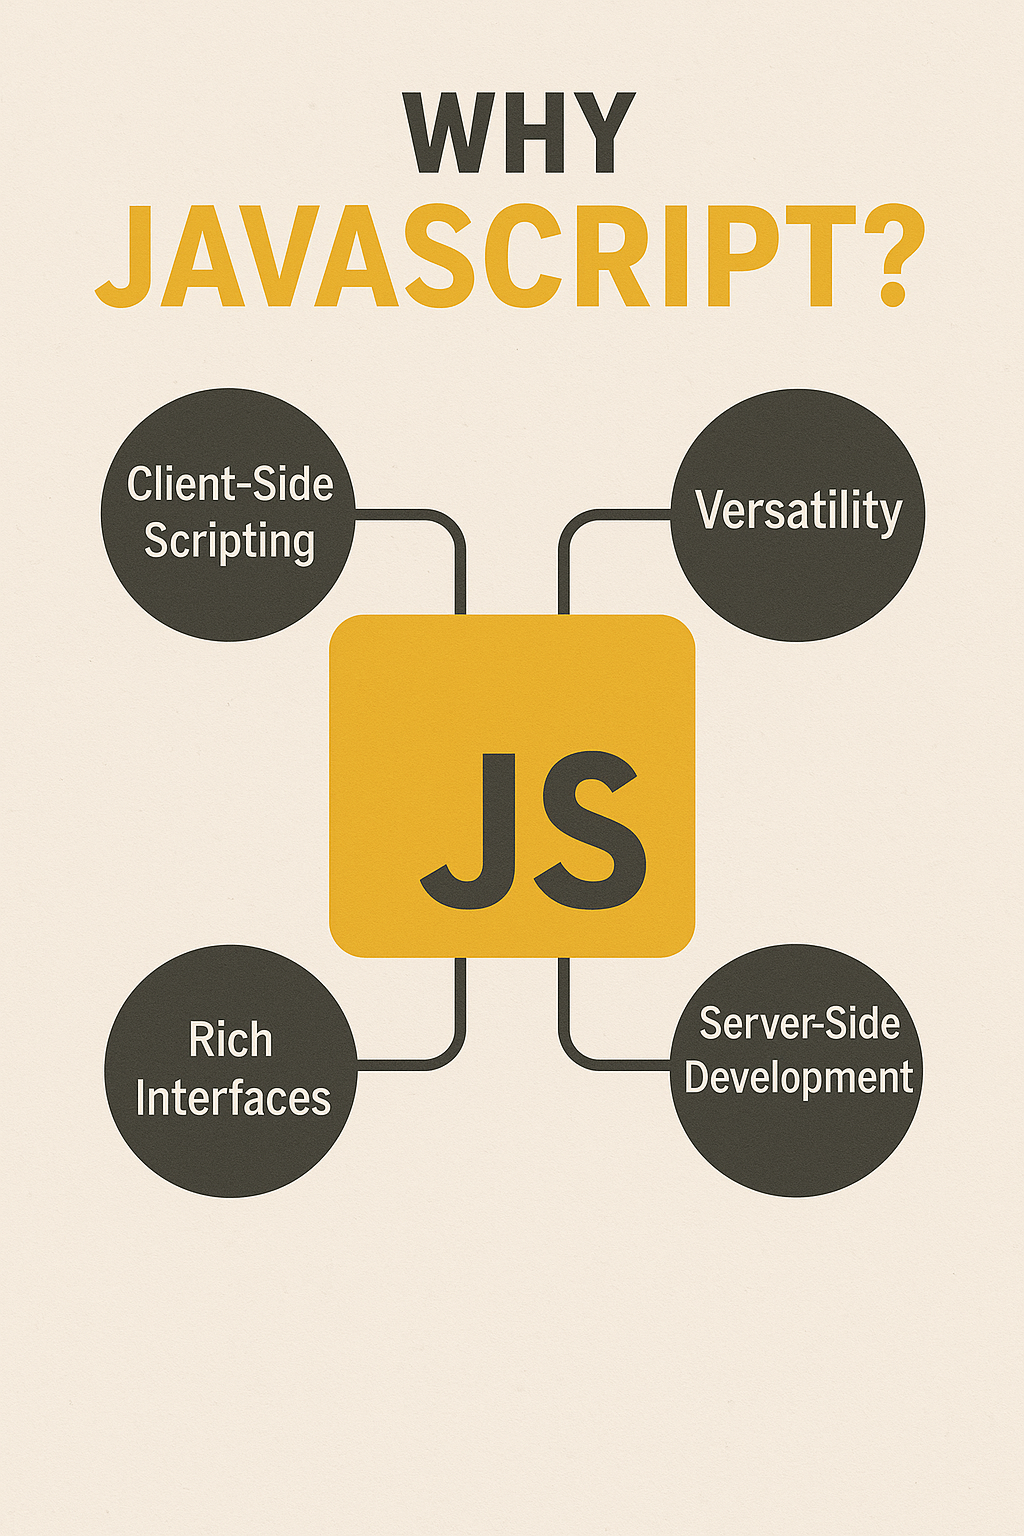 WHY
JAVASCRIPT?
Client-Side
Scripting
Versatility
JS
Rich
Interfaces
Server-Side
Development